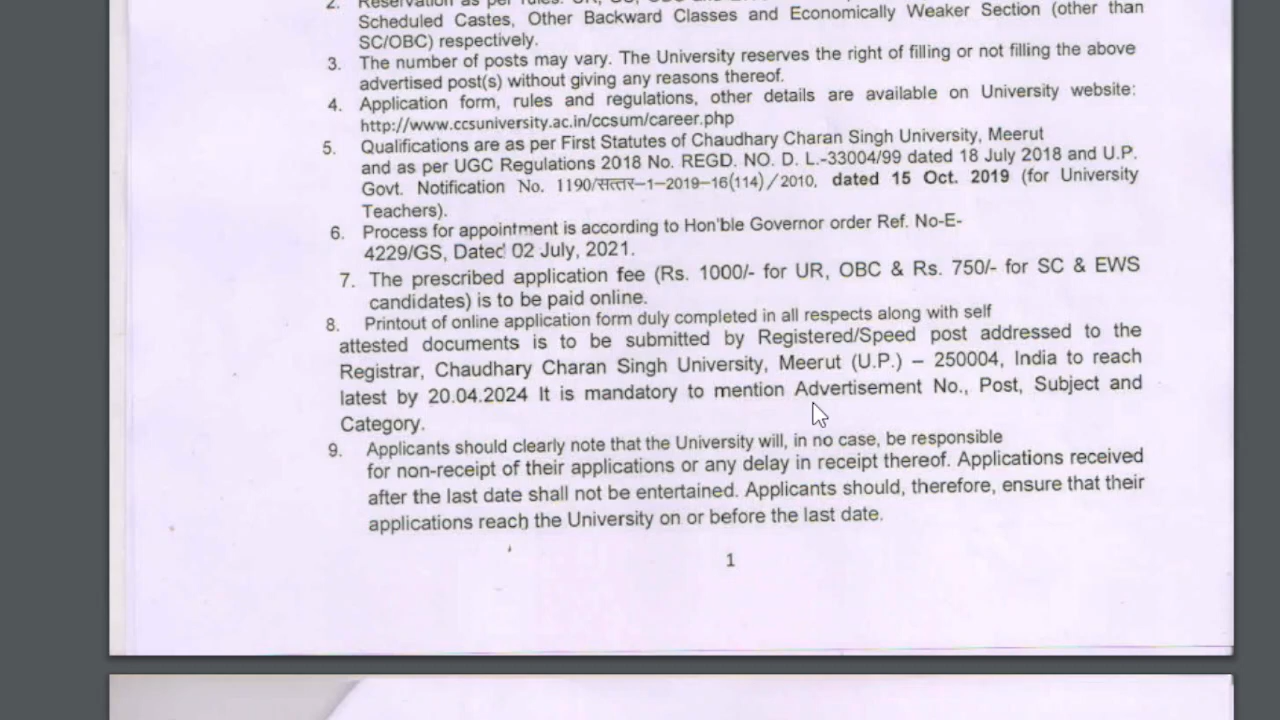 2. Reservation as per rules.
Scheduled Castes, Other Backward Classes and Economically Weaker Section (other than
SC/OBC) respectively.
3. The number of posts may vary. The University reserves the right of filling or not filling the above
advertised post(s) without giving any reasons thereof.
4. Application form, rules and regulations, other details are available on University website:
http://www.ccsuniversity.ac.in/ccsum/career.php
5. Qualifications are as per First Statutes of Chaudhary Charan Singh University, Meerut
and as per UGC Regulations 2018 No. REGD. NO. D. L.-33004/99 dated 18 July 2018 and U.P.
Govt. Notification No. 1190/सत्तर-1-2019-16(114)/2010, dated 15 Oct. 2019 (for University
Teachers).
6. Process for appointment is according to Hon'ble Governor order Ref. No-E-
4229/GS, Dated 02 July, 2021.
7. The prescribed application fee (Rs. 1000/- for UR, OBC & Rs. 750/- for SC & EWS
candidates) is to be paid online.
8. Printout of online application form duly completed in all respects along with self
attested documents is to be submitted by Registered/Speed post addressed to the
Registrar, Chaudhary Charan Singh University, Meerut (U.P.) – 250004, India to reach
latest by 20.04.2024 It is mandatory to mention Advertisement No., Post, Subject and
Category.
9. Applicants should clearly note that the University will, in no case, be responsible
for non-receipt of their applications or any delay in receipt thereof. Applications received
after the last date shall not be entertained. Applicants should, therefore, ensure that their
applications reach the University on or before the last date.
1